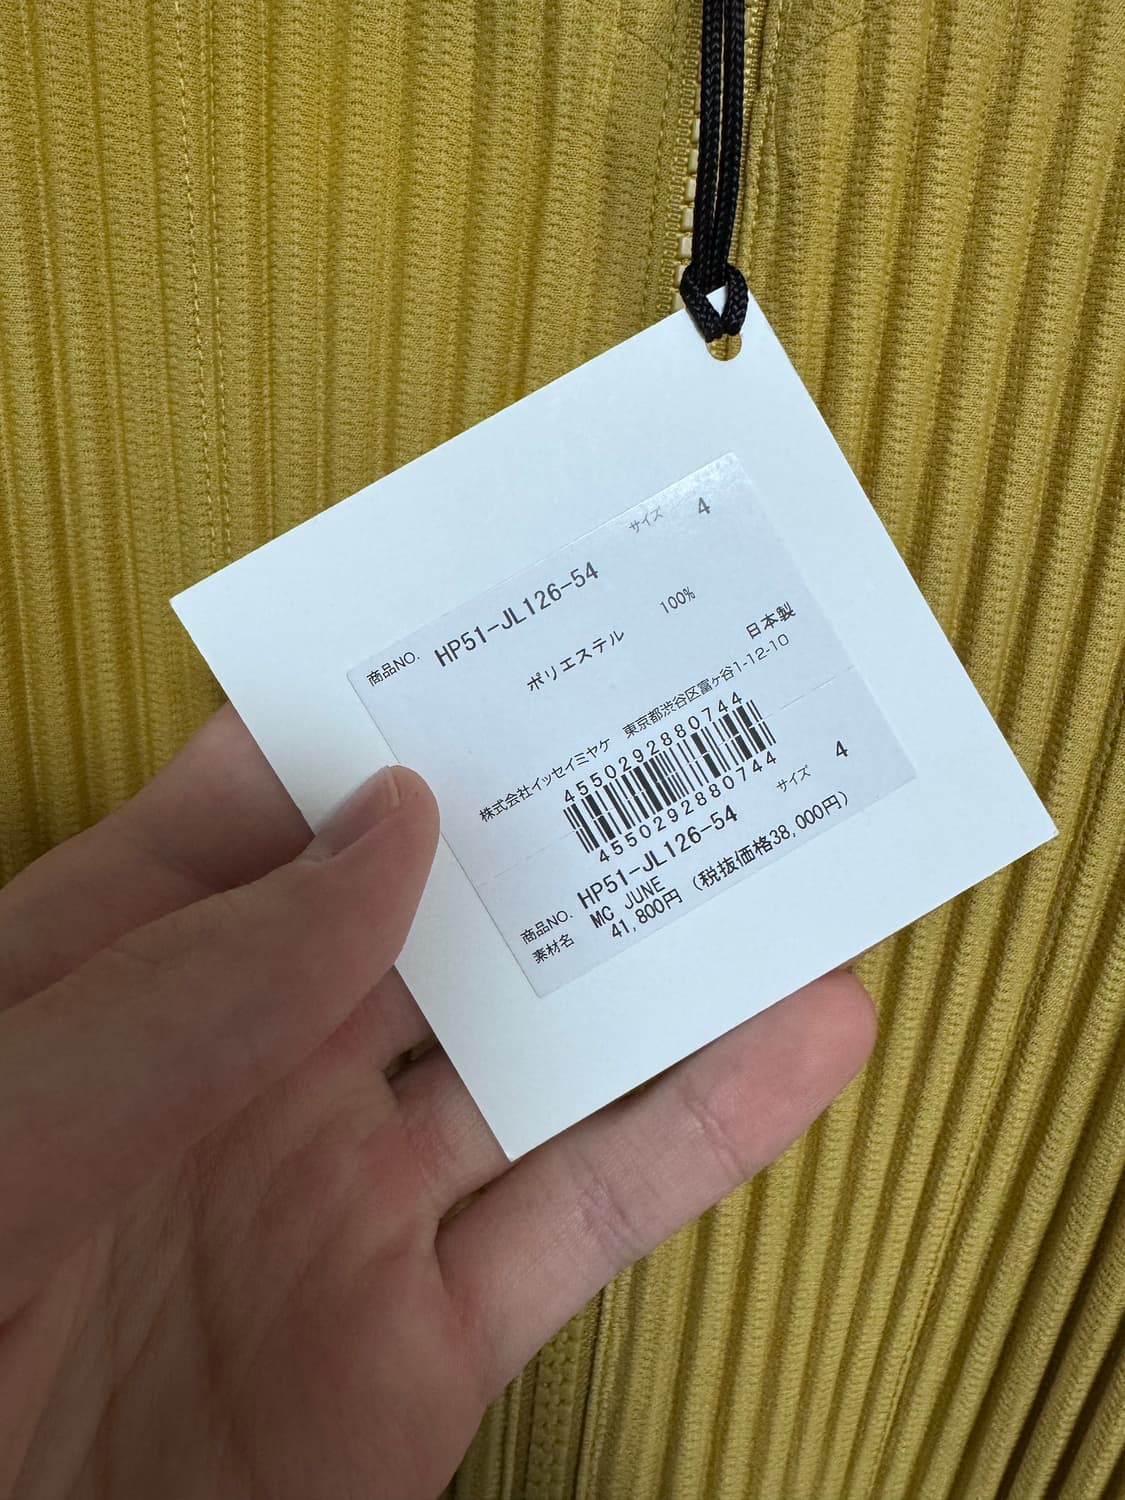 サイズ 4
商品NO. HP51-JL126-54
ポリエステル 100%
日本製
株式会社イッセイミヤケ 東京都渋谷区富ヶ谷1-12-10
4550292880744
4550292880744
商品NO. HP51-JL126-54 サイズ 4
素材名 MC JUNE
41,800円 (税抜価格38,000円)